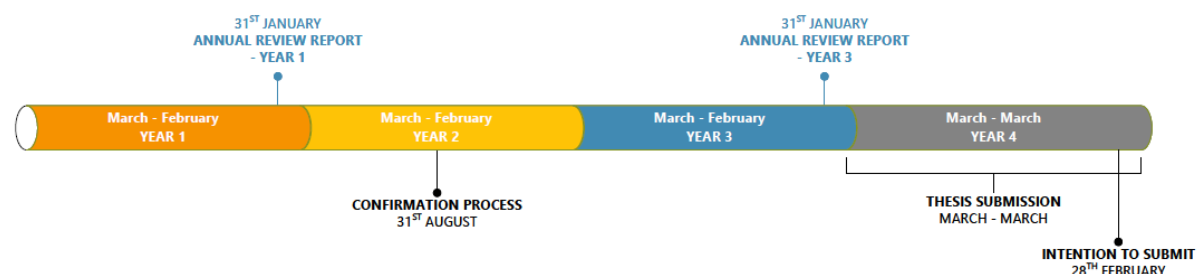 31ST JANUARY
ANNUAL REVIEW REPORT
- YEAR 1
31ST JANUARY
ANNUAL REVIEW REPORT
- YEAR 3
March - February
YEAR 1
March - February
YEAR 2
March - February
YEAR 3
March - March
YEAR 4
CONFIRMATION PROCESS
31ST AUGUST
THESIS SUBMISSION
MARCH - MARCH
INTENTION TO SUBMIT
28TH FEBRUARY